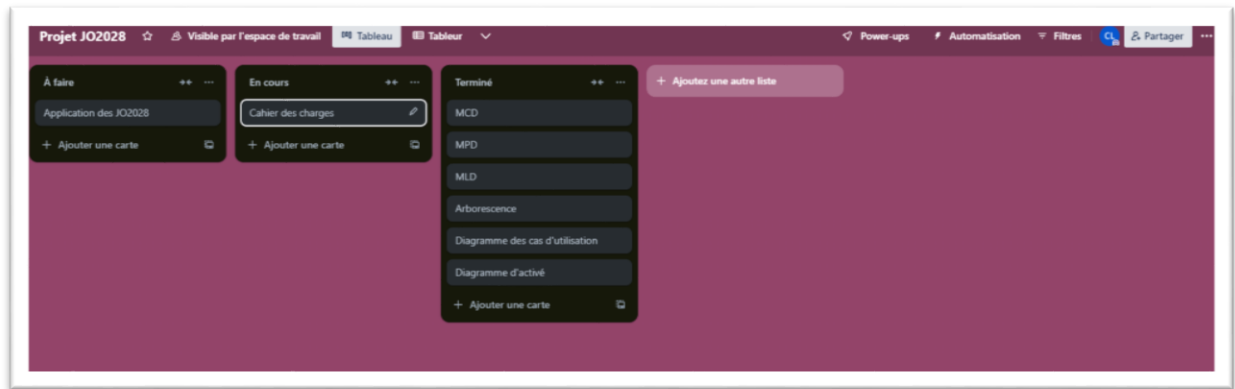 Projet JO2028 Visible par l'espace de travail Tableau Tableur Power-ups Automatisation Filtres CL Partager
À faire
Application des JO2028
+ Ajouter une carte
En cours
Cahier des charges
+ Ajouter une carte
Terminé
MCD
MPD
MLD
Arborescence
Diagramme des cas d'utilisation
Diagramme d'activé
+ Ajouter une carte
+ Ajoutez une autre liste